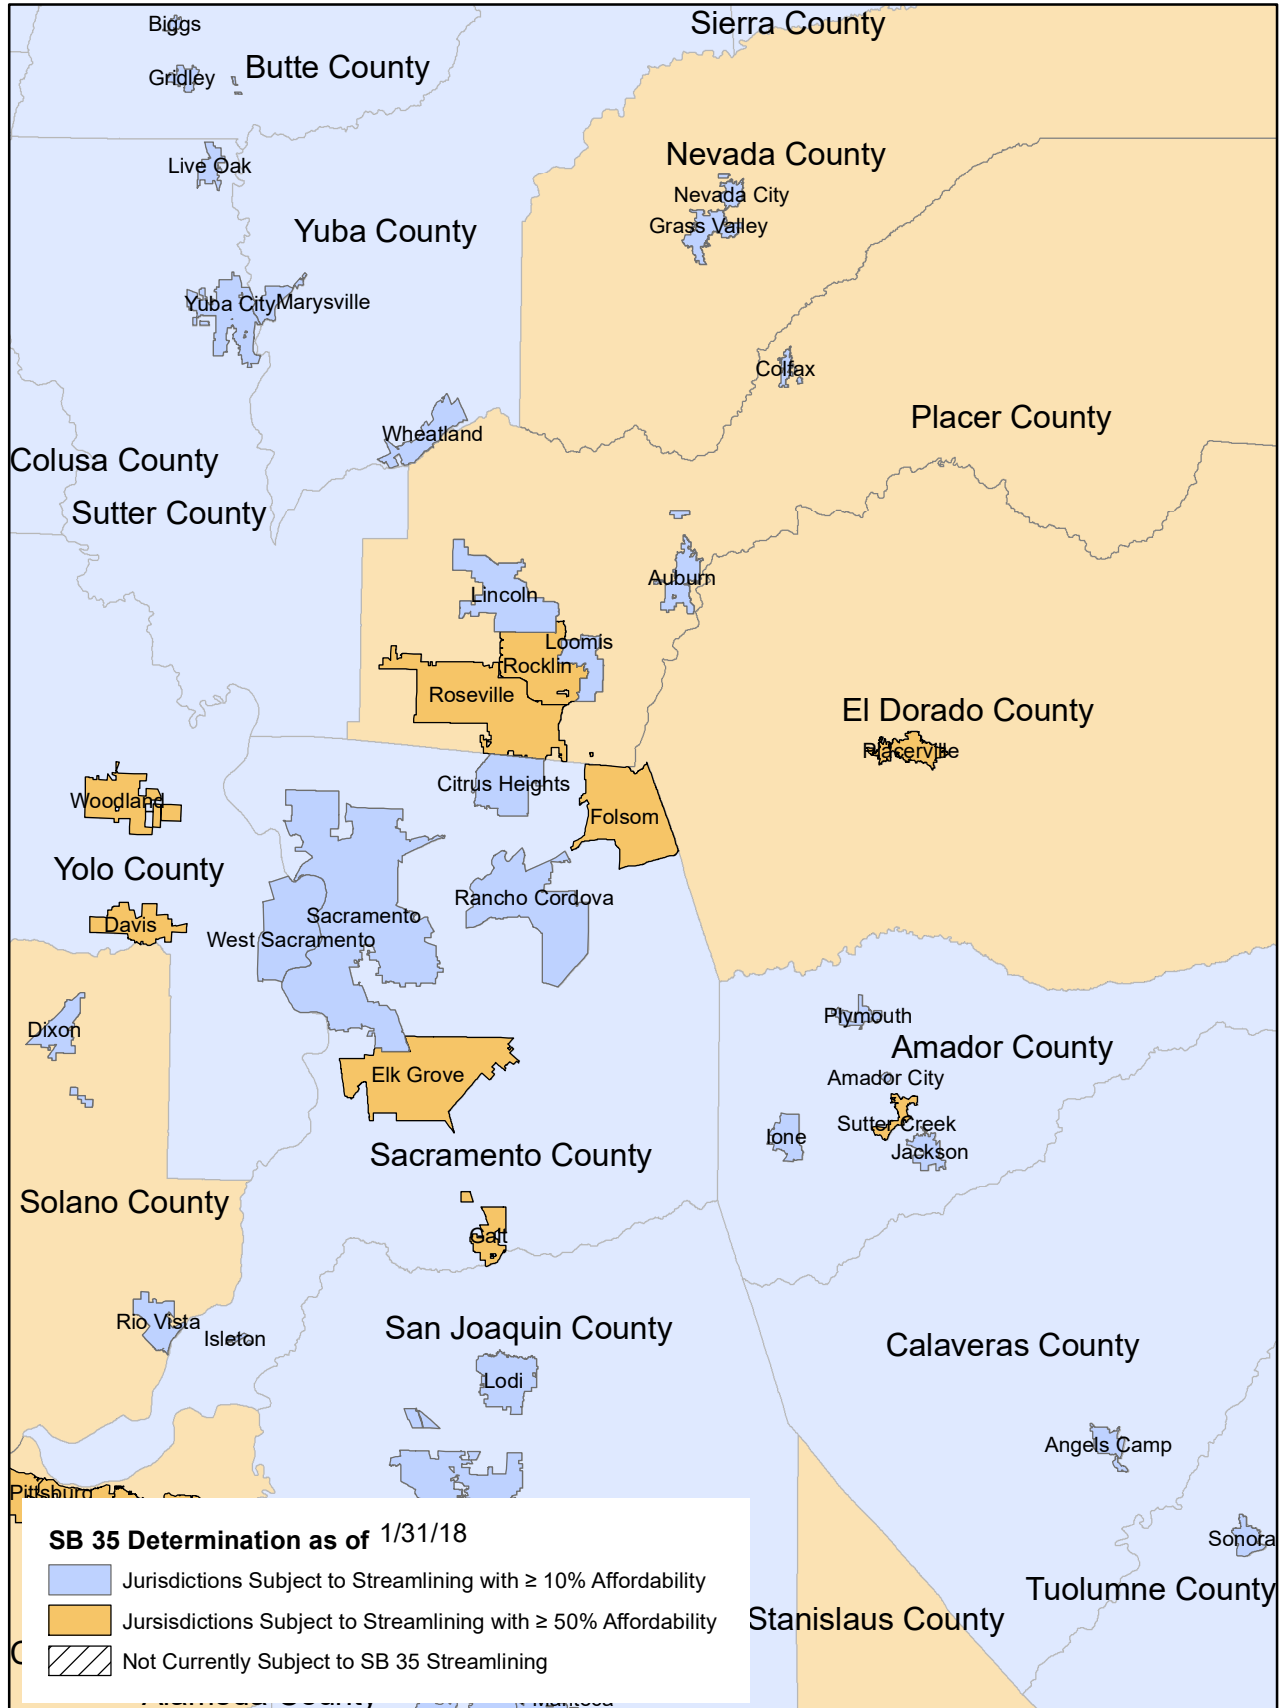 Sierra County
Biggs
Butte County
Gridley
Nevada County
Live Oak
Nevada City
Grass Valley
Yuba County
Yuba City
Marysville
Colfax
Placer County
Wheatland
Colusa County
Sutter County
Auburn
Lincoln
Loomis
Rocklin
Roseville
El Dorado County
Placerville
Citrus Heights
Woodland
Folsom
Yolo County
Rancho Cordova
Sacramento
Davis
West Sacramento
Plymouth
Dixon
Amador County
Elk Grove
Amador City
Sutter Creek
Ione
Jackson
Sacramento County
Solano County
Galt
Rio Vista
San Joaquin County
Isleton
Calaveras County
Lodi
Angels Camp
Pittsburg
SB 35 Determination as of 1/31/18
Sonora
Jurisdictions Subject to Streamlining with ≥ 10% Affordability
Tuolumne County
Jursisdictions Subject to Streamlining with ≥ 50% Affordability
Stanislaus County
Not Currently Subject to SB 35 Streamlining